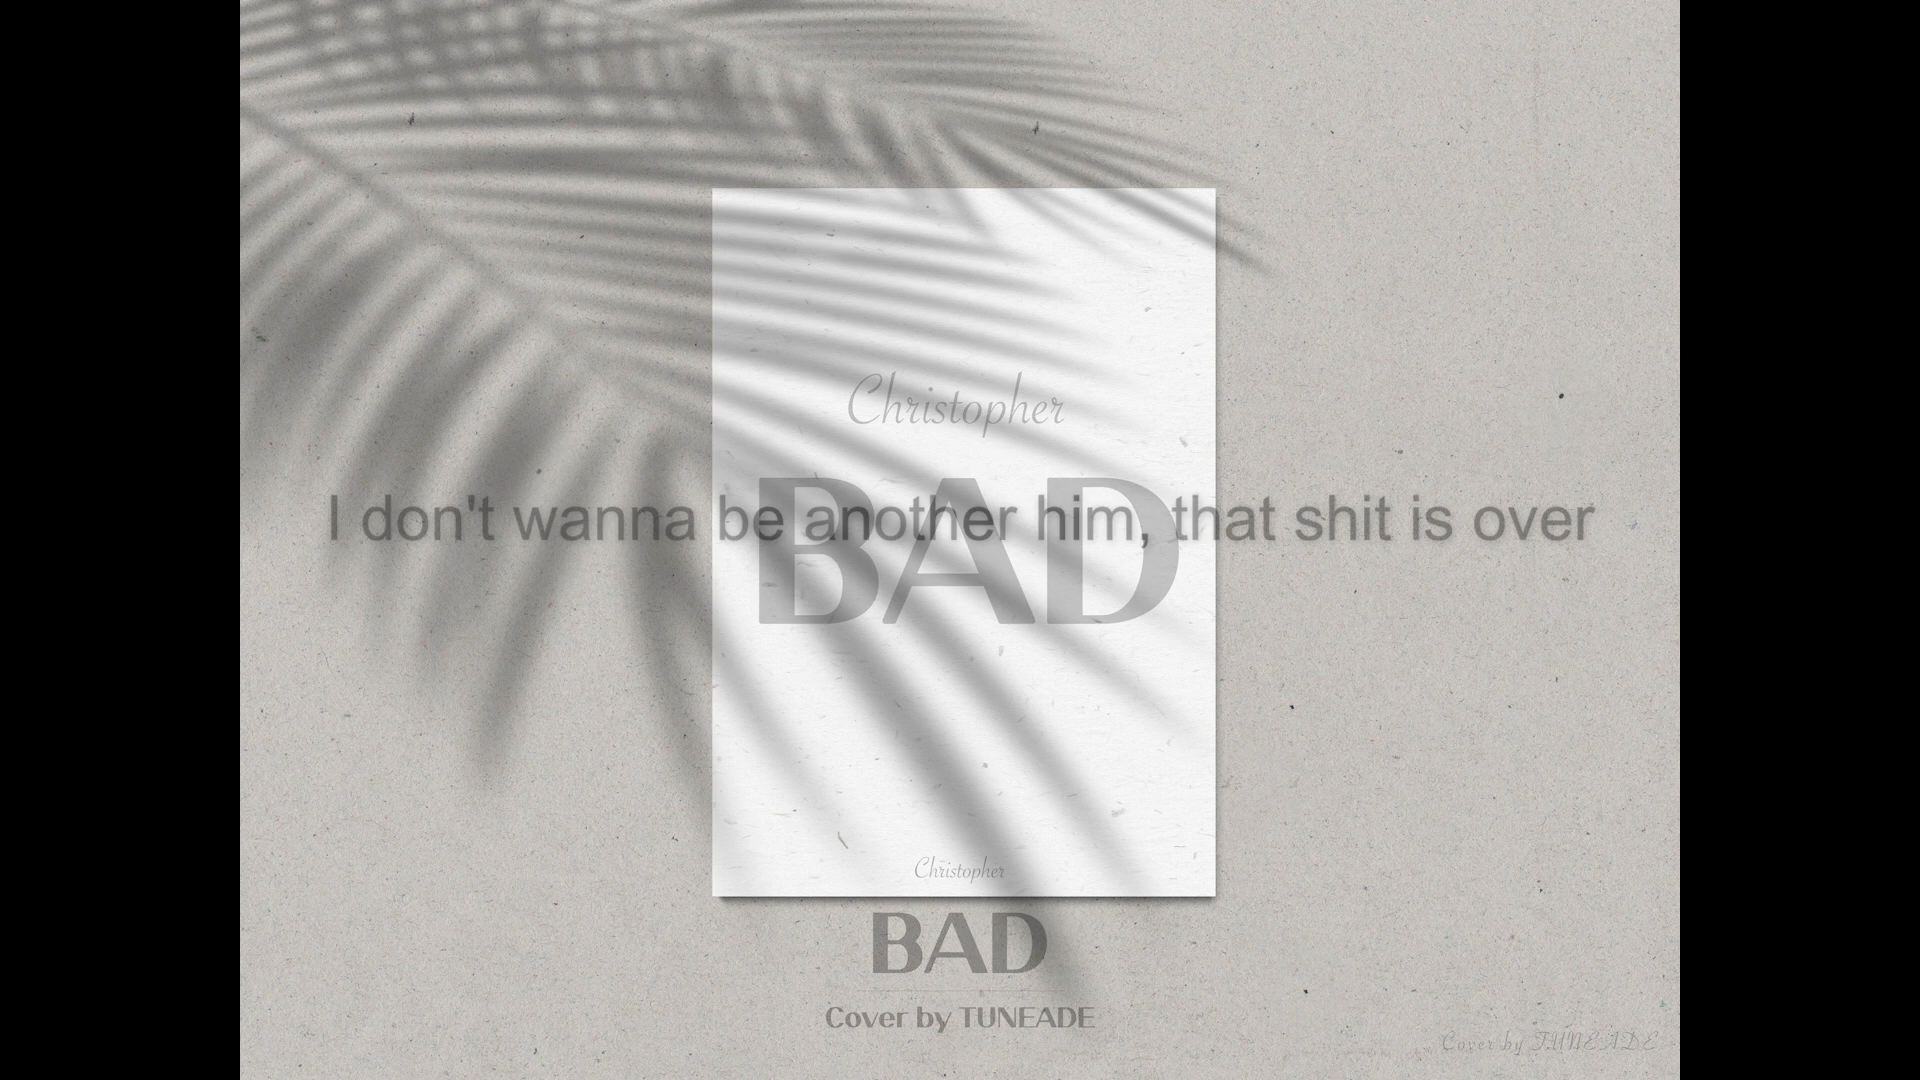 Christopher
BAD
I don't wanna be another him, that shit is over
Christopher
BAD
Cover by TUNEADE
Cover by TUNEADE